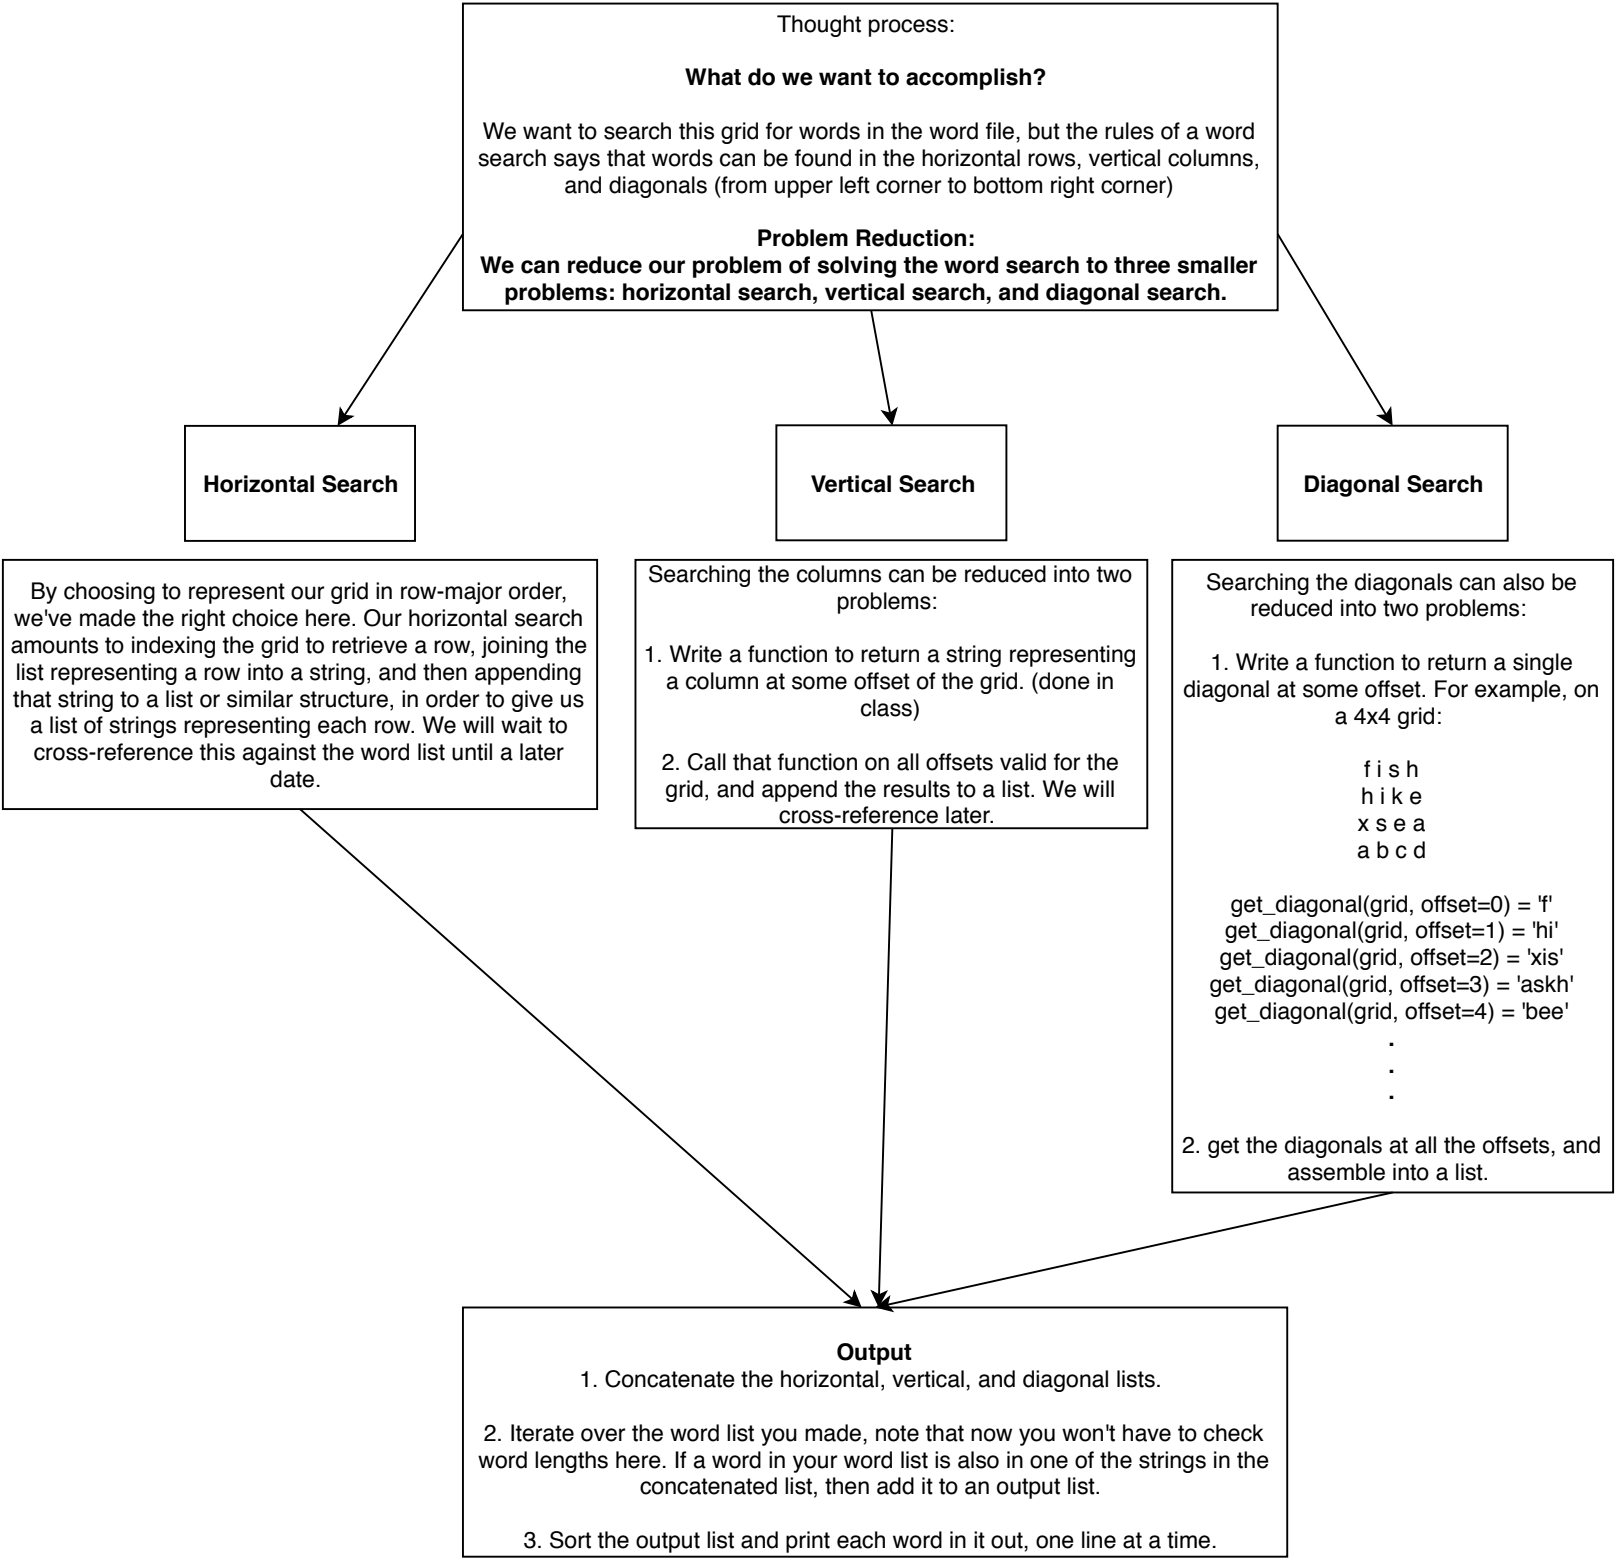 Thought process:
What do we want to accomplish?
We want to search this grid for words in the word file, but the rules of a word
search says that words can be found in the horizontal rows, vertical columns,
and diagonals (from upper left corner to bottom right corner)
Problem Reduction:
We can reduce our problem of solving the word search to three smaller
problems: horizontal search, vertical search, and diagonal search.
Horizontal Search
Vertical Search
Diagonal Search
By choosing to represent our grid in row-major order,
we've made the right choice here. Our horizontal search
amounts to indexing the grid to retrieve a row, joining the
list representing a row into a string, and then appending
that string to a list or similar structure, in order to give us
a list of strings representing each row. We will wait to
cross-reference this against the word list until a later
date.
Searching the columns can be reduced into two
problems:
1. Write a function to return a string representing
a column at some offset of the grid. (done in
class)
2. Call that function on all offsets valid for the
grid, and append the results to a list. We will
cross-reference later.
Searching the diagonals can also be
reduced into two problems:
1. Write a function to return a single
diagonal at some offset. For example, on
a 4x4 grid:
f i s h
h i k e
x s e a
a b c d
get_diagonal(grid, offset=0) = 'f'
get_diagonal(grid, offset=1) = 'hi'
get_diagonal(grid, offset=2) = 'xis'
get_diagonal(grid, offset=3) = 'askh'
get_diagonal(grid, offset=4) = 'bee'
.
.
.
2. get the diagonals at all the offsets, and
assemble into a list.
Output
1. Concatenate the horizontal, vertical, and diagonal lists.
2. Iterate over the word list you made, note that now you won't have to check
word lengths here. If a word in your word list is also in one of the strings in the
concatenated list, then add it to an output list.
3. Sort the output list and print each word in it out, one line at a time.